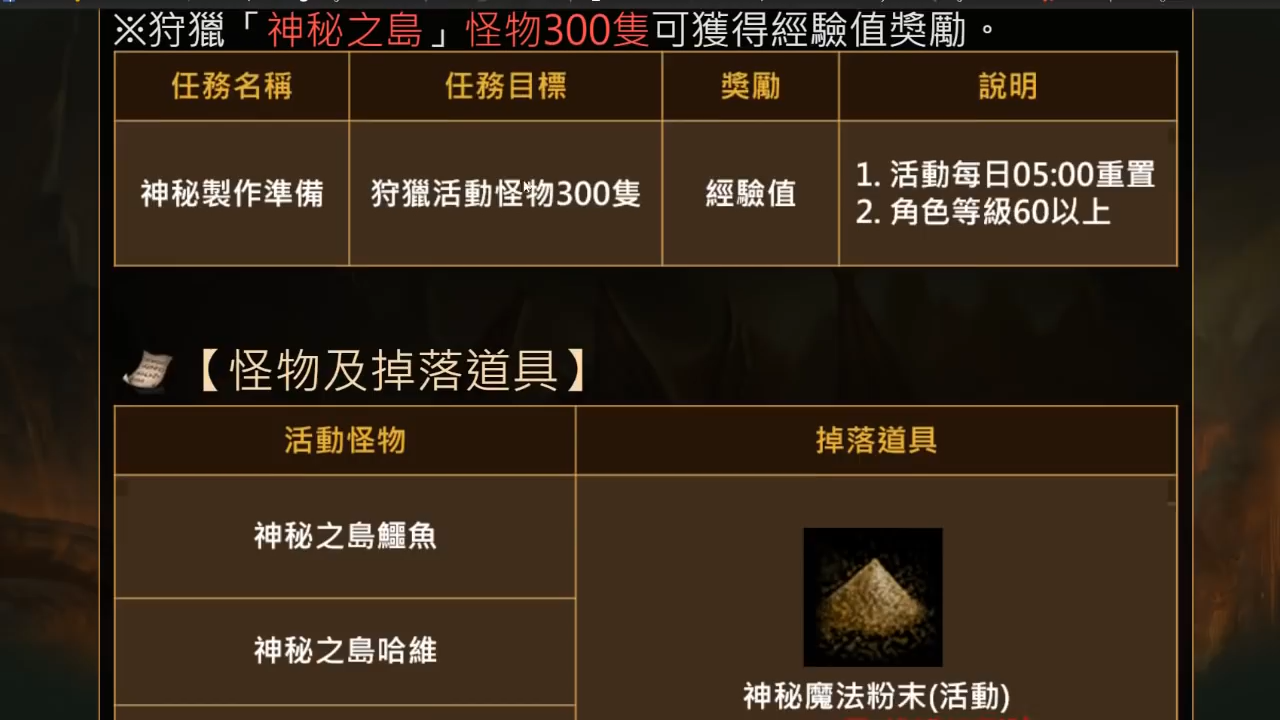 ※狩獵「神秘之島」怪物300隻可獲得經驗值獎勵。
任務名稱 任務目標 獎勵 說明
神秘製作準備 狩獵活動怪物300隻 經驗值 1. 活動每日05:00重置
2. 角色等級60以上
【怪物及掉落道具】
活動怪物 掉落道具
神秘之島鱷魚
神秘之島哈維
神秘魔法粉末(活動)